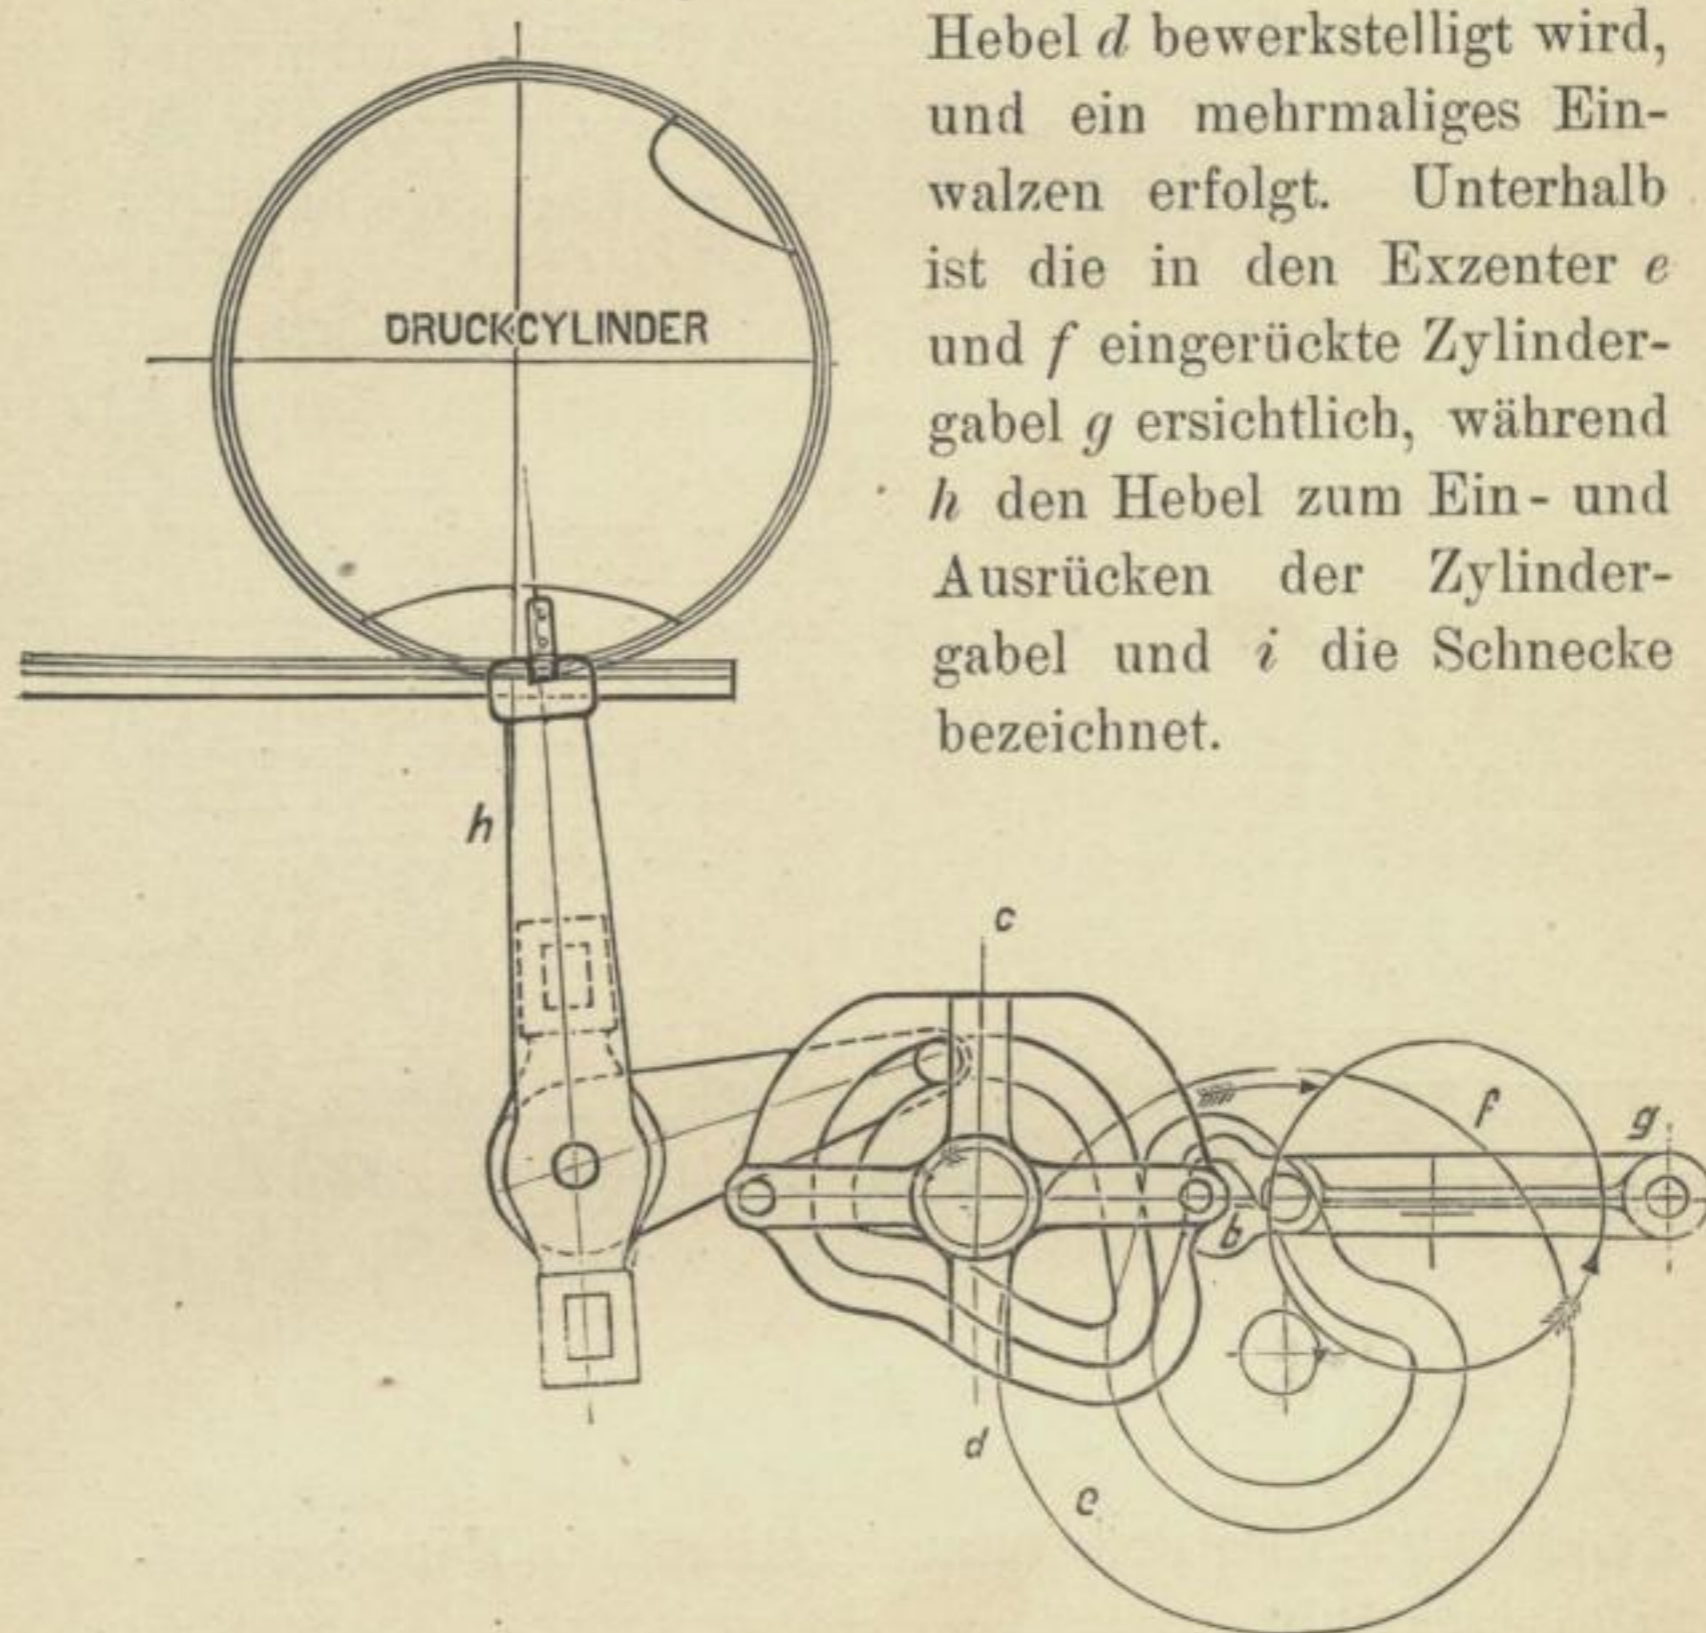 Hebel d bewerkstelligt wird,
und ein mehrmaliges Ein-
walzen erfolgt. Unterhalb
ist die in den Exzenter e
und f eingerückte Zylinder-
gabel g ersichtlich, während
h den Hebel zum Ein- und
Ausrücken der Zylinder-
gabel und i die Schnecke
bezeichnet.
DRUCKCYLINDER
h
c
f
g
b
d
e